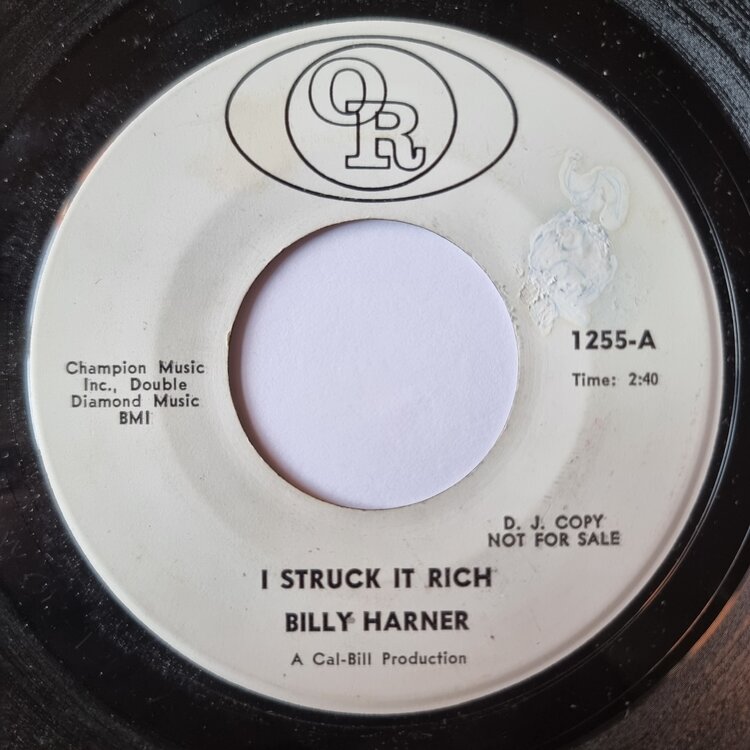 OR
1255-A
Time: 2:40
Champion Music
Inc., Double
Diamond Music
BMI
D. J. COPY
NOT FOR SALE
I STRUCK IT RICH
BILLY HARNER
A Cal-Bill Production